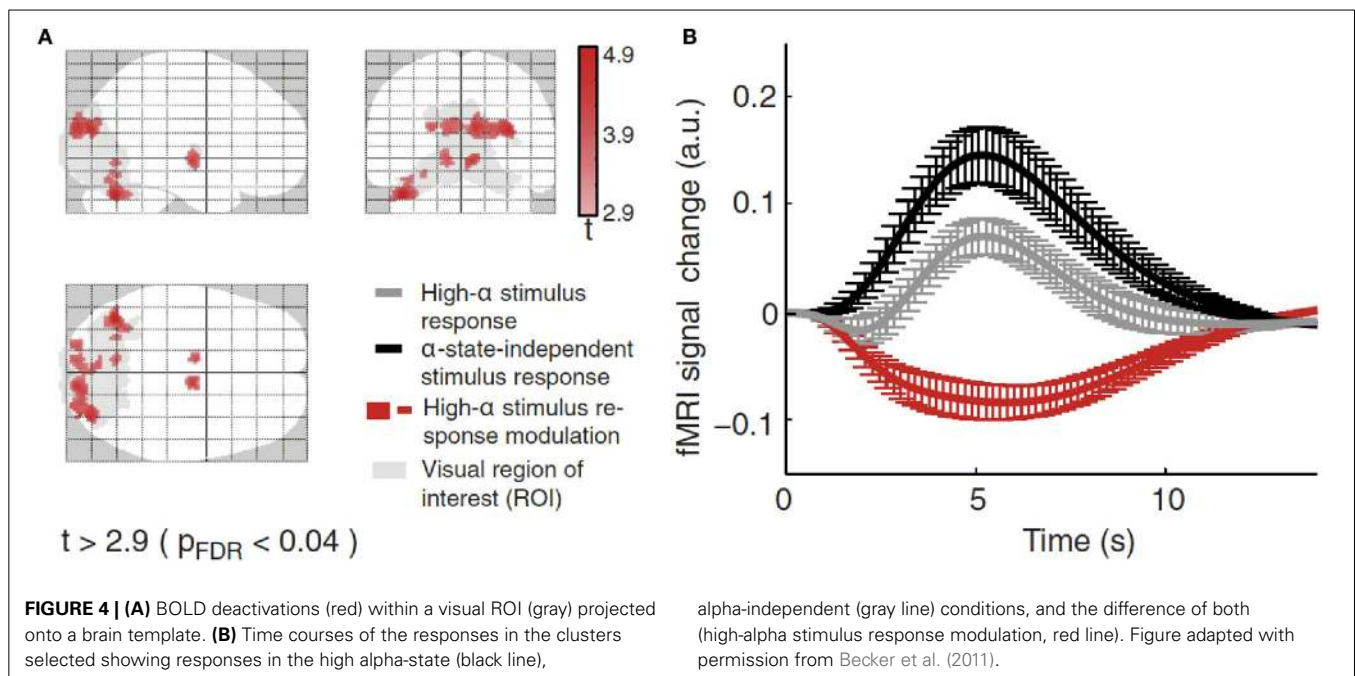 A
4.9
3.9
2.9
t
High-α stimulus
response
α-state-independent
stimulus response
High-α stimulus re-
sponse modulation
Visual region of
interest (ROI)
t > 2.9 ( pFDR < 0.04 )
B
fMRI signal change (a.u.)
0.2
0.1
0
−0.1
0
5
10
Time (s)
FIGURE 4 | (A) BOLD deactivations (red) within a visual ROI (gray) projected
onto a brain template. (B) Time courses of the responses in the clusters
selected showing responses in the high alpha-state (black line),
alpha-independent (gray line) conditions, and the difference of both
(high-alpha stimulus response modulation, red line). Figure adapted with
permission from Becker et al. (2011).